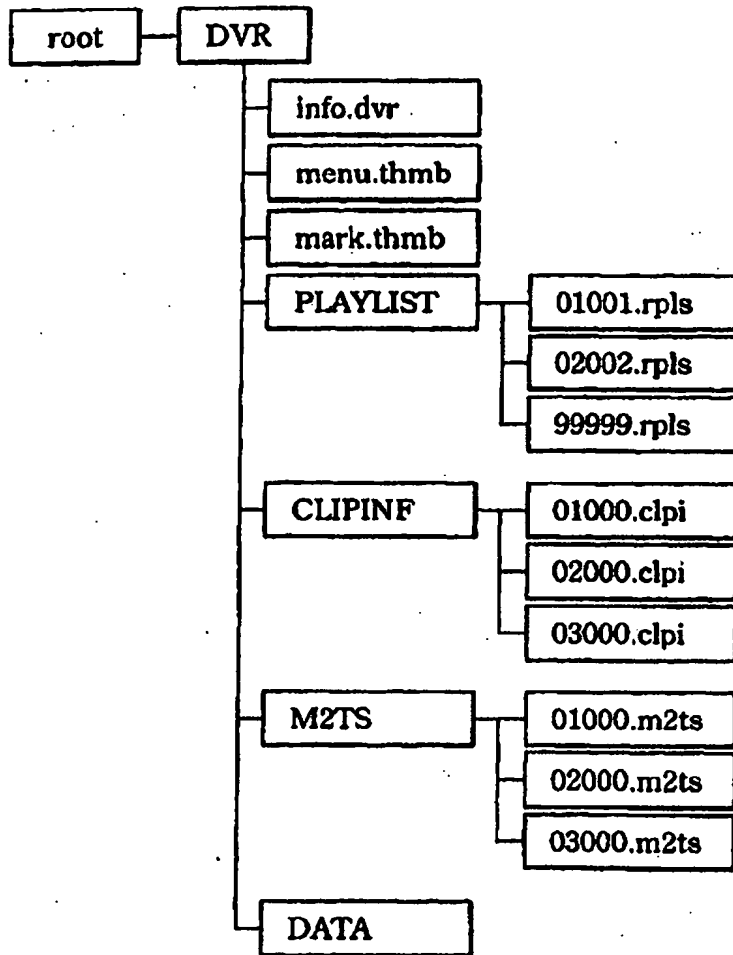 root
DVR
info.dvr
menu.thmb
mark.thmb
PLAYLIST
01001.rpls
02002.rpls
99999.rpls
CLIPINF
01000.clpi
02000.clpi
03000.clpi
M2TS
01000.m2ts
02000.m2ts
03000.m2ts
DATA